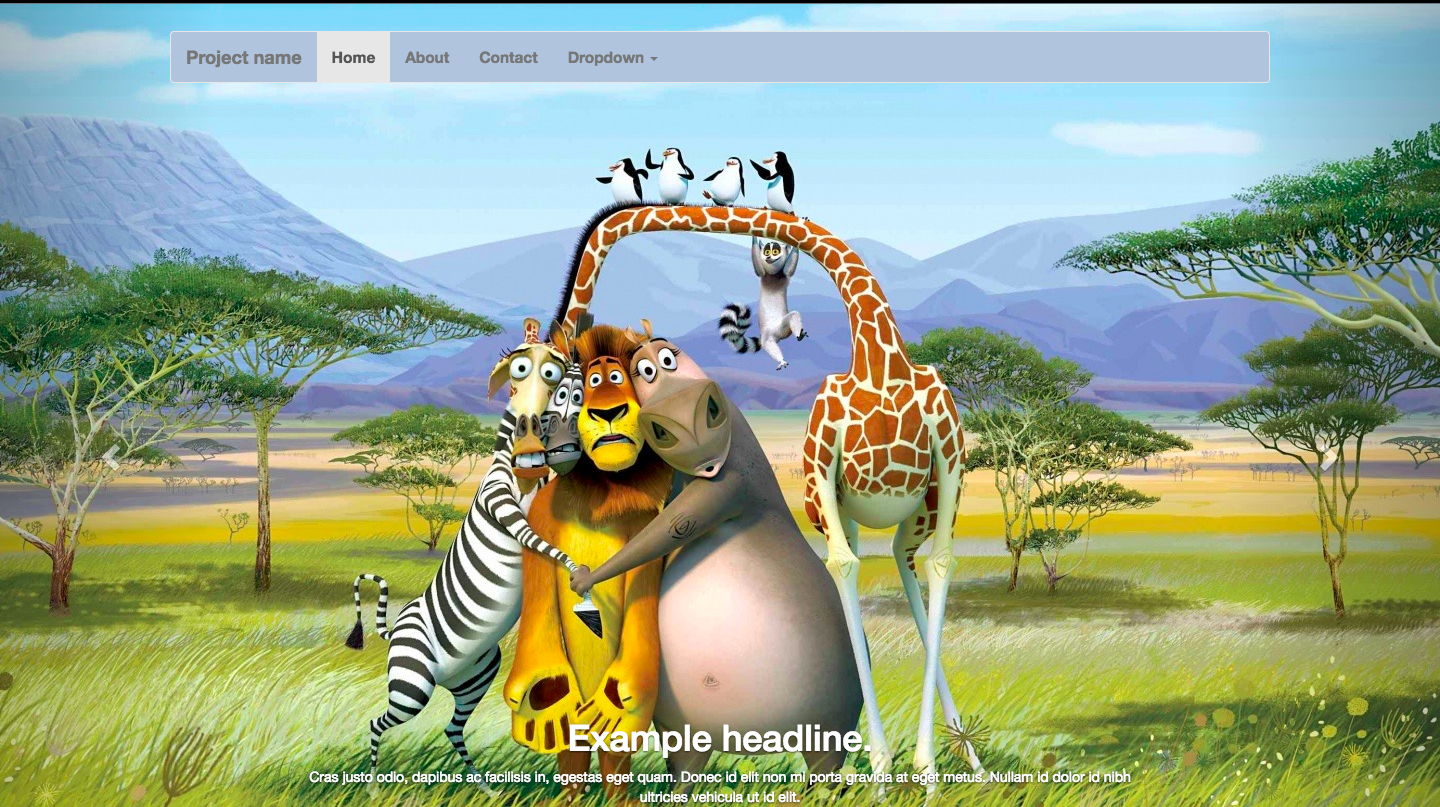 Project name Home About Contact Dropdown
Example headline.
Cras justo odio, dapibus ac facilisis in, egestas eget quam. Donec id elit non mi porta gravida at eget metus. Nullam id dolor id nibh
ultricies vehicula ut id elit.